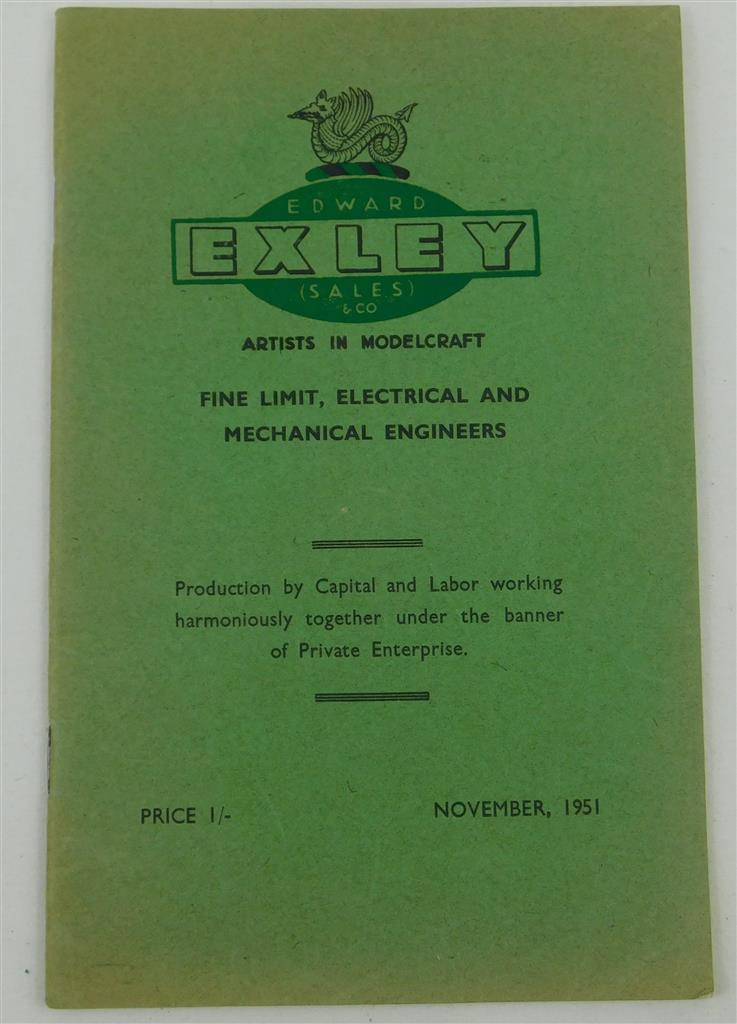 EDWARD
EXLEY
(SALES)
& CO
ARTISTS IN MODELCRAFT
FINE LIMIT, ELECTRICAL AND
MECHANICAL ENGINEERS
Production by Capital and Labor working
harmoniously together under the banner
of Private Enterprise.
PRICE 1/-
NOVEMBER, 1951